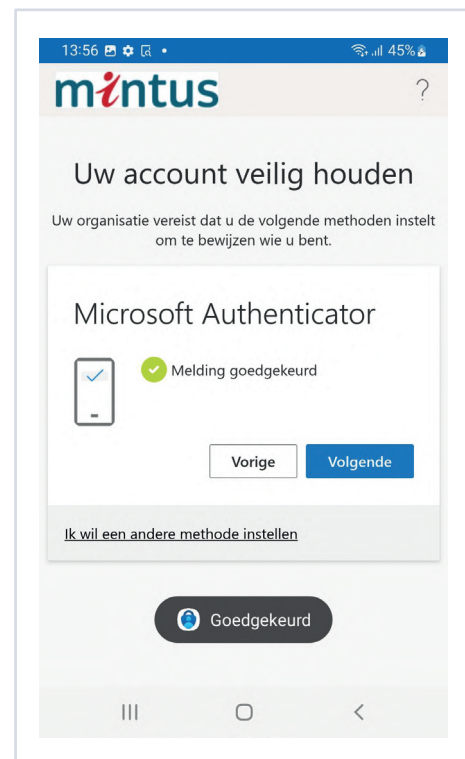 13:56
45%
mintus
?
Uw account veilig houden
Uw organisatie vereist dat u de volgende methoden instelt
om te bewijzen wie u bent.
Microsoft Authenticator
Melding goedgekeurd
Vorige
Volgende
Ik wil een andere methode instellen
Goedgekeurd